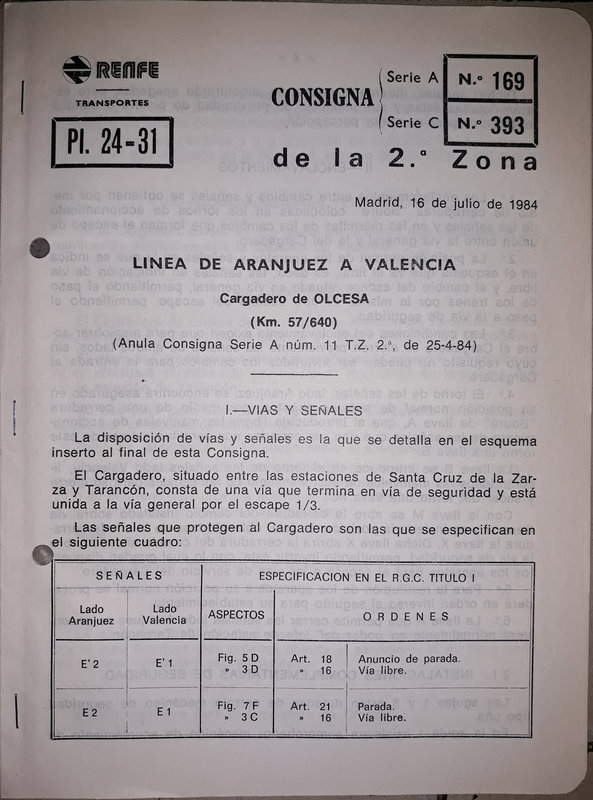 RENFE
TRANSPORTES
PI. 24-31
CONSIGNA
Serie A N.º 169
Serie C N.º 393
de la 2.ª Zona
Madrid, 16 de julio de 1984
LINEA DE ARANJUEZ A VALENCIA
Cargadero de OLCESA
(Km. 57/640)
(Anula Consigna Serie A núm. 11 T.Z. 2.ª, de 25-4-84)
I.—VIAS Y SEÑALES
La disposición de vías y señales es la que se detalla en el esquema
inserto al final de esta Consigna.
El Cargadero, situado entre las estaciones de Santa Cruz de la Zar-
za y Tarancón, consta de una vía que termina en vía de seguridad y está
unida a la vía general por el escape 1/3.
Las señales que protegen al Cargadero son las que se especifican en
el siguiente cuadro:
SEÑALES ESPECIFICACION EN EL R.G.C. TITULO I
Lado Aranjuez Lado Valencia ASPECTOS ORDENES
E'2 E'1 Fig. 5 D Art. 18 Anuncio de parada.
» 3 D » 16 Vía libre.
E 2 E 1 Fig. 7 F Art. 21 Parada.
» 3 C » 16 Vía libre.